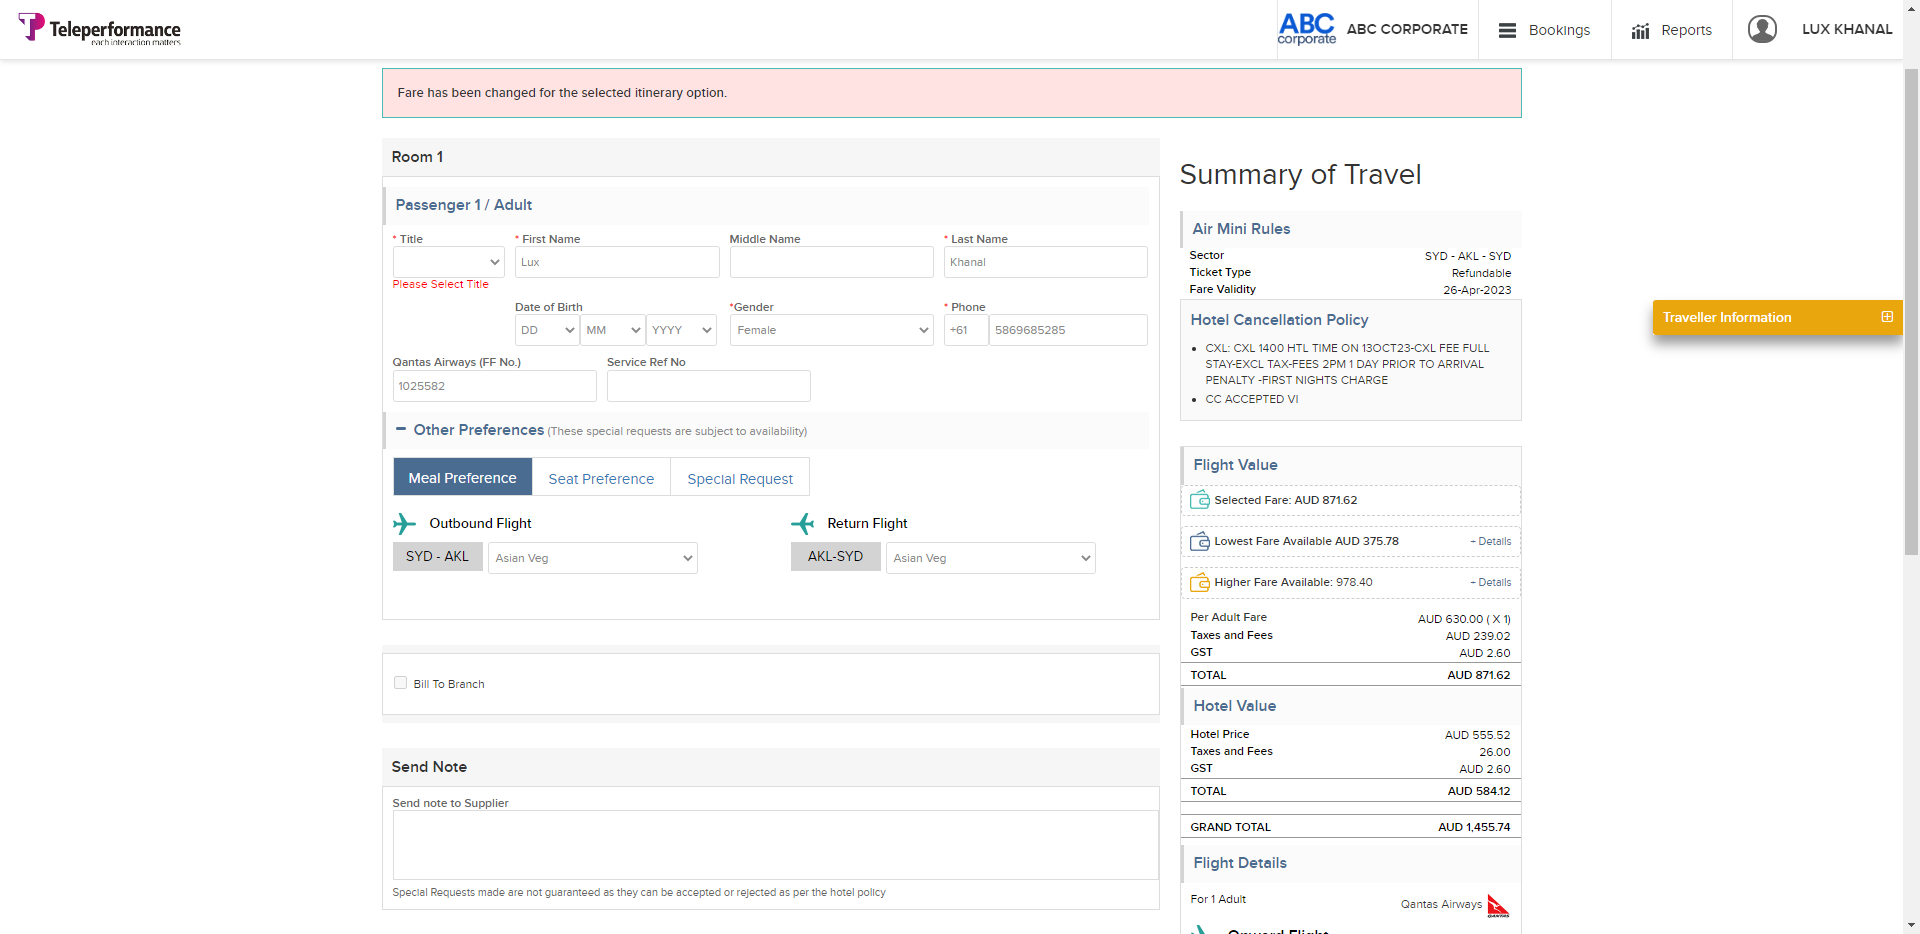 Teleperformance
each interaction matters
ABC
corporate
ABC CORPORATE
Bookings
Reports
LUX KHANAL
Fare has been changed for the selected itinerary option.
Room 1
Passenger 1 / Adult
* Title
* First Name
Middle Name
* Last Name
Lux
Khanal
Please Select Title
Date of Birth
*Gender
* Phone
DD
MM
YYYY
Female
+61
5869685285
Qantas Airways (FF No.)
Service Ref No
1025582
Other Preferences (These special requests are subject to availability)
Meal Preference
Seat Preference
Special Request
Outbound Flight
Return Flight
SYD - AKL
Asian Veg
AKL-SYD
Asian Veg
Bill To Branch
Send Note
Send note to Supplier
Special Requests made are not guaranteed as they can be accepted or rejected as per the hotel policy
Summary of Travel
Air Mini Rules
Sector SYD - AKL - SYD
Ticket Type Refundable
Fare Validity 26-Apr-2023
Hotel Cancellation Policy
CXL: CXL 1400 HTL TIME ON 13OCT23-CXL FEE FULL
STAY-EXCL TAX-FEES 2PM 1 DAY PRIOR TO ARRIVAL
PENALTY -FIRST NIGHTS CHARGE
CC ACCEPTED VI
Flight Value
Selected Fare: AUD 871.62
Lowest Fare Available AUD 375.78 + Details
Higher Fare Available: 978.40 + Details
Per Adult Fare AUD 630.00 ( X 1)
Taxes and Fees AUD 239.02
GST AUD 2.60
TOTAL AUD 871.62
Hotel Value
Hotel Price AUD 555.52
Taxes and Fees 26.00
GST AUD 2.60
TOTAL AUD 584.12
GRAND TOTAL AUD 1,455.74
Flight Details
For 1 Adult
Qantas Airways
QANTAS
Onward Flight
Traveller Information